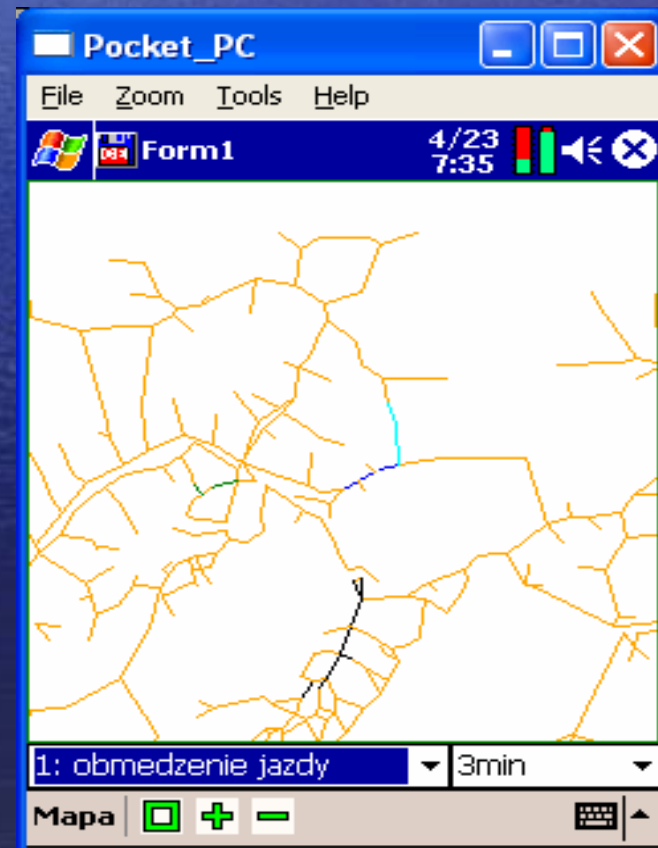 Pocket_PC
File Zoom Tools Help
Form1 4/23
7:35
1: obmedzenie jazdy 3min
Mapa